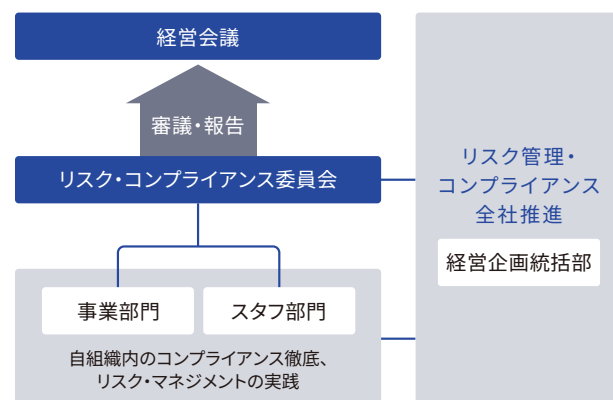 経営会議
審議・報告
リスク・コンプライアンス委員会
事業部門
スタフ部門
自組織内のコンプライアンス徹底、
リスク・マネジメントの実践
リスク管理・
コンプライアンス
全社推進
経営企画統括部